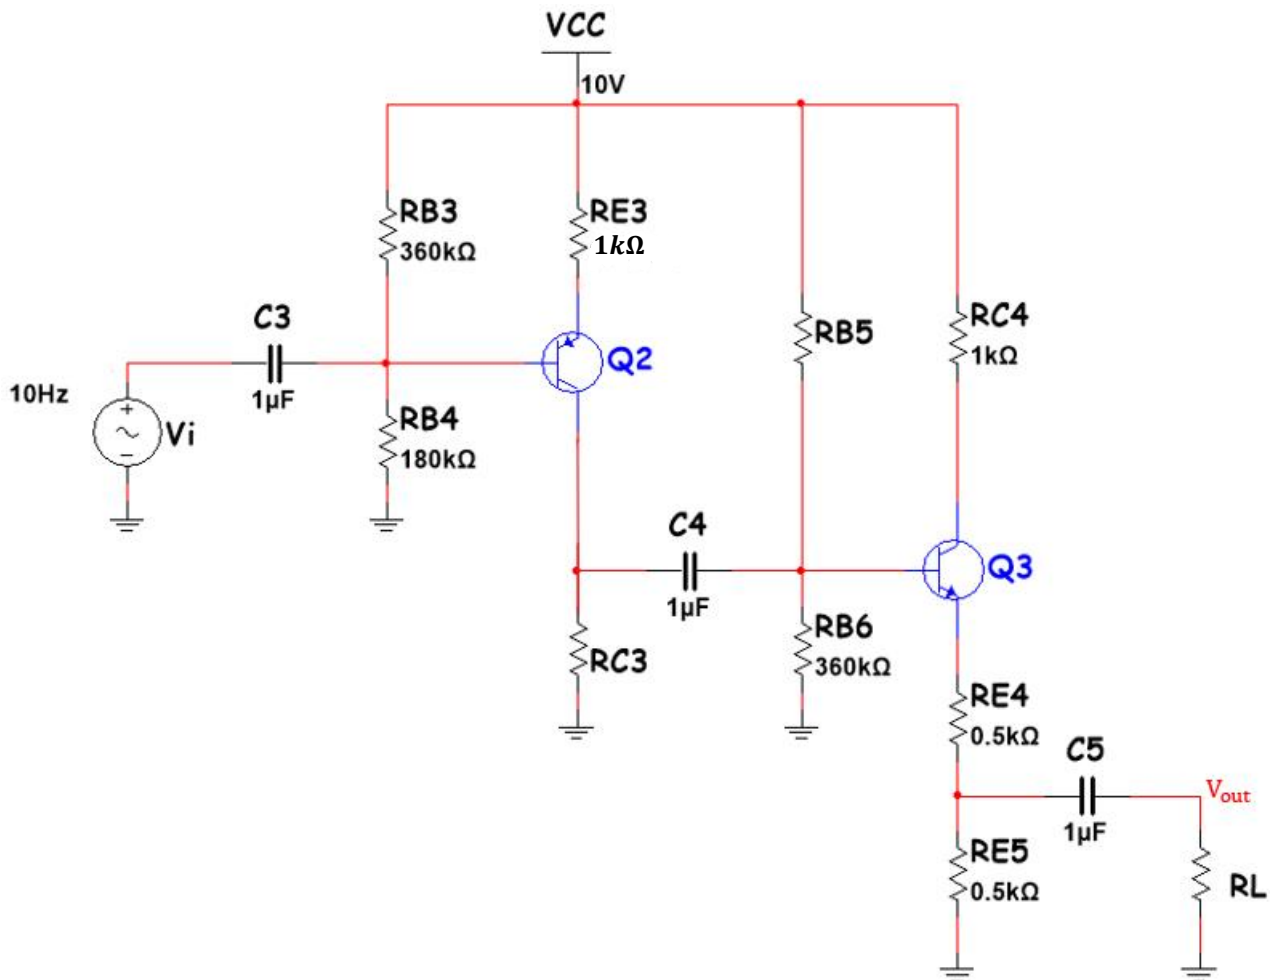 VCC
10V
RB3
360kΩ
RE3
1kΩ
C3
1µF
10Hz
Vi
Q2
RB4
180kΩ
RB5
RC4
1kΩ
C4
1µF
Q3
RB6
360kΩ
RC3
RE4
0.5kΩ
C5
1µF
Vout
RE5
0.5kΩ
RL